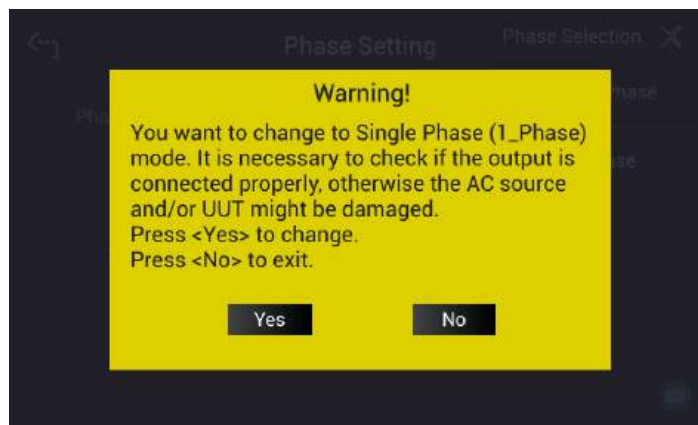 Phase Setting
Phase Selection
Warning!
Phase
You want to change to Single Phase (1_Phase)
mode. It is necessary to check if the output is
connected properly, otherwise the AC source
and/or UUT might be damaged.
Press <Yes> to change.
Press <No> to exit.
Yes
No